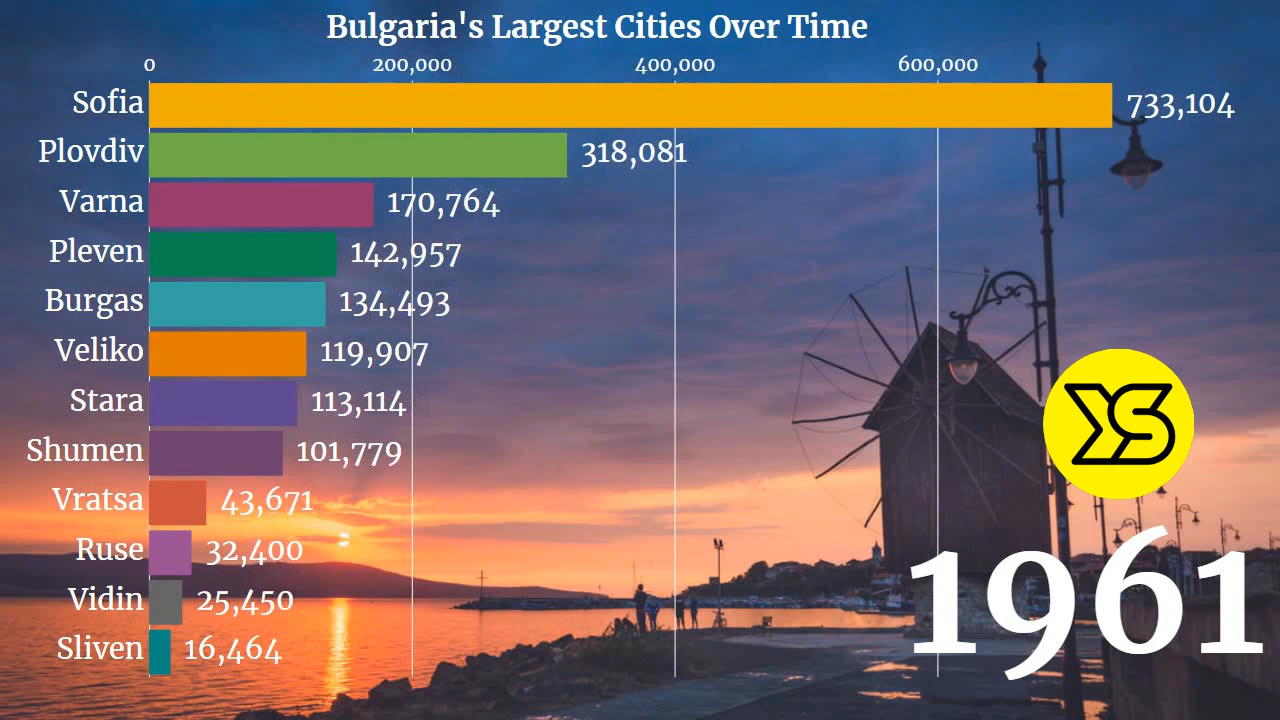 Bulgaria's Largest Cities Over Time
0 200,000 400,000 600,000
Sofia 733,104
Plovdiv 318,081
Varna 170,764
Pleven 142,957
Burgas 134,493
Veliko 119,907
Stara 113,114
Shumen 101,779
Vratsa 43,671
Ruse 32,400
Vidin 25,450
Sliven 16,464
YS
1961